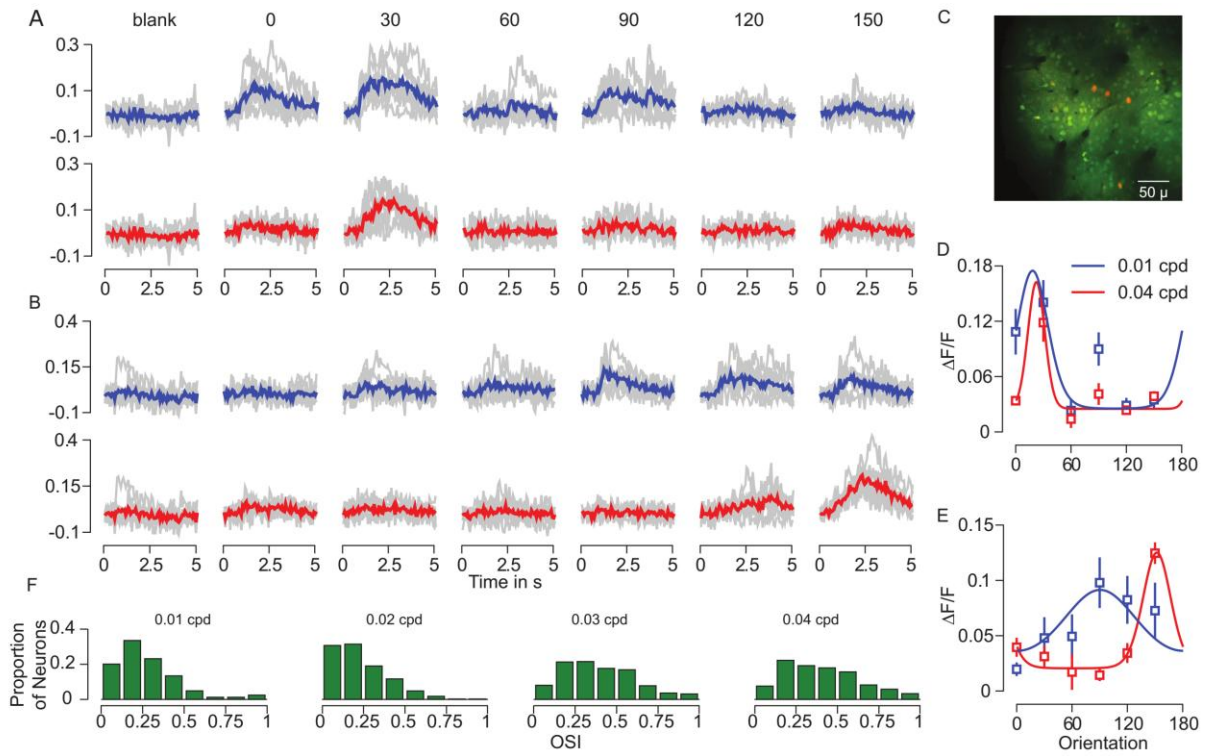 A
blank 0 30 60 90 120 150
0.3
0.1
-0.1
0.3
0.1
-0.1
0 2.5 5 0 2.5 5 0 2.5 5 0 2.5 5 0 2.5 5 0 2.5 5 0 2.5 5
B
0.4
0.15
-0.1
0.4
0.15
-0.1
0 2.5 5 0 2.5 5 0 2.5 5 0 2.5 5 0 2.5 5 0 2.5 5 0 2.5 5
Time in s
C
50 µ
D
0.01 cpd
0.04 cpd
0.18
0.12
0.06
0
ΔF/F
0 60 120 180
E
0.15
0.1
0.05
0
ΔF/F
0 60 120 180
Orientation
F
0.01 cpd 0.02 cpd 0.03 cpd 0.04 cpd
Proportion
of Neurons
0.4
0.2
0
0 0.25 0.5 0.75 1 0 0.25 0.5 0.75 1 0 0.25 0.5 0.75 1 0 0.25 0.5 0.75 1
OSI